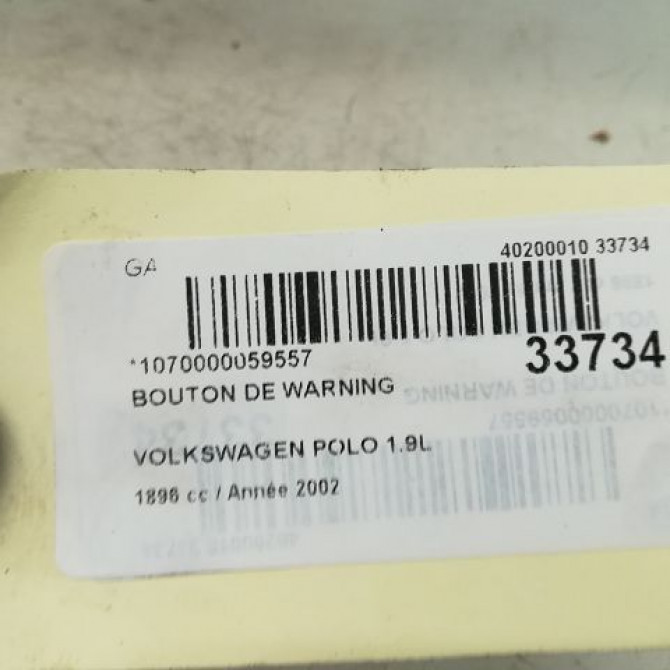 GA
40200010 33734
*1070000059557
33734
BOUTON DE WARNING
VOLKSWAGEN POLO 1.9L
1896 cc / Année 2002